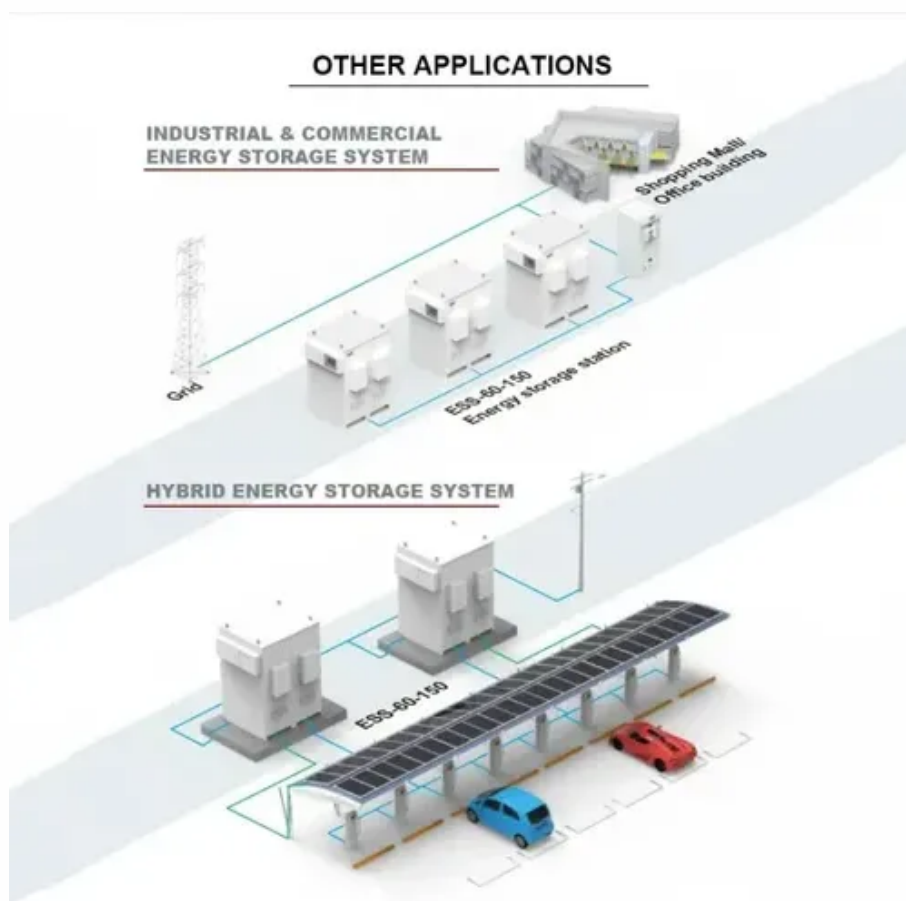 OTHER APPLICATIONS
INDUSTRIAL & COMMERCIAL
ENERGY STORAGE SYSTEM
Shopping Mall/
Office building
Grid
ESS-60-150
Energy storage station
HYBRID ENERGY STORAGE SYSTEM
ESS-60-150